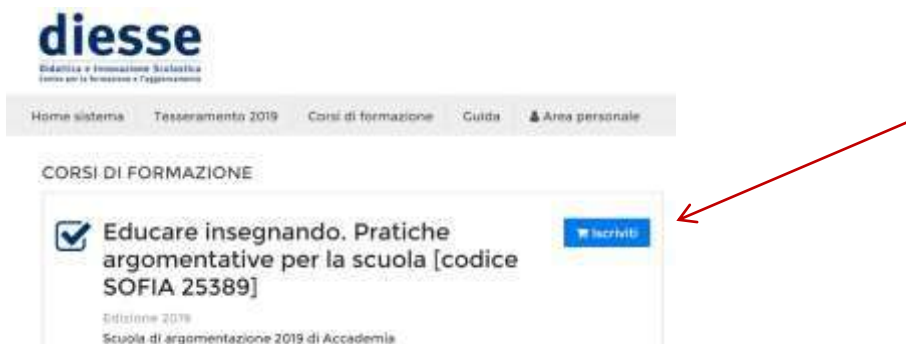 diesse
Didattica e Innovazione Scolastica
Centro per la formazione e l'aggiornamento
Home sistema Tesseramento 2019 Corsi di formazione Guida Area personale
CORSI DI FORMAZIONE
Educare insegnando. Pratiche
argomentative per la scuola [codice
SOFIA 25389]
Iscriviti
Edizione 2019
Scuola di argomentazione 2019 di Accademia